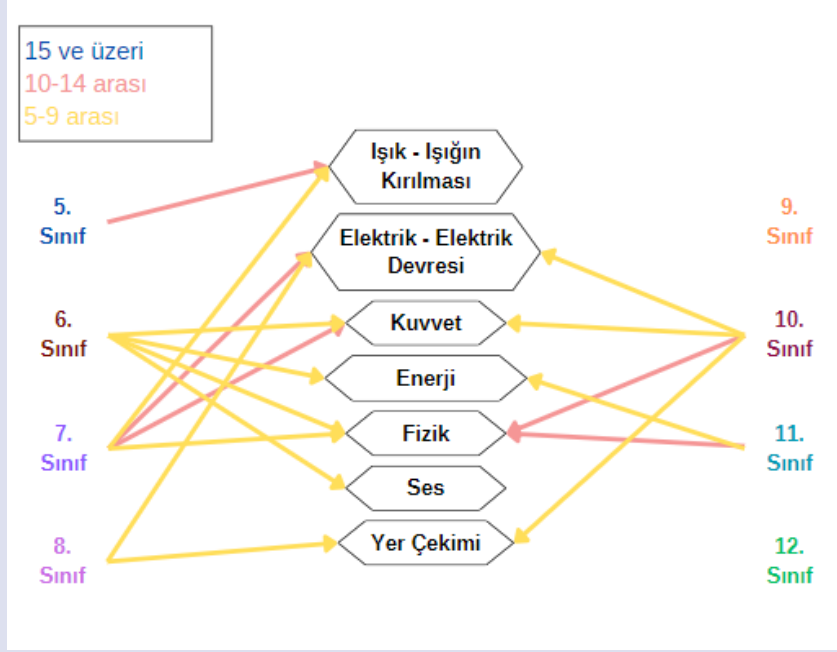 15 ve üzeri
10-14 arası
5-9 arası
Işık - Işığın
Kırılması
5.
Sınıf
9.
Sınıf
Elektrik - Elektrik
Devresi
6.
Sınıf
Kuvvet
10.
Sınıf
Enerji
7.
Sınıf
Fizik
11.
Sınıf
Ses
8.
Sınıf
Yer Çekimi
12.
Sınıf